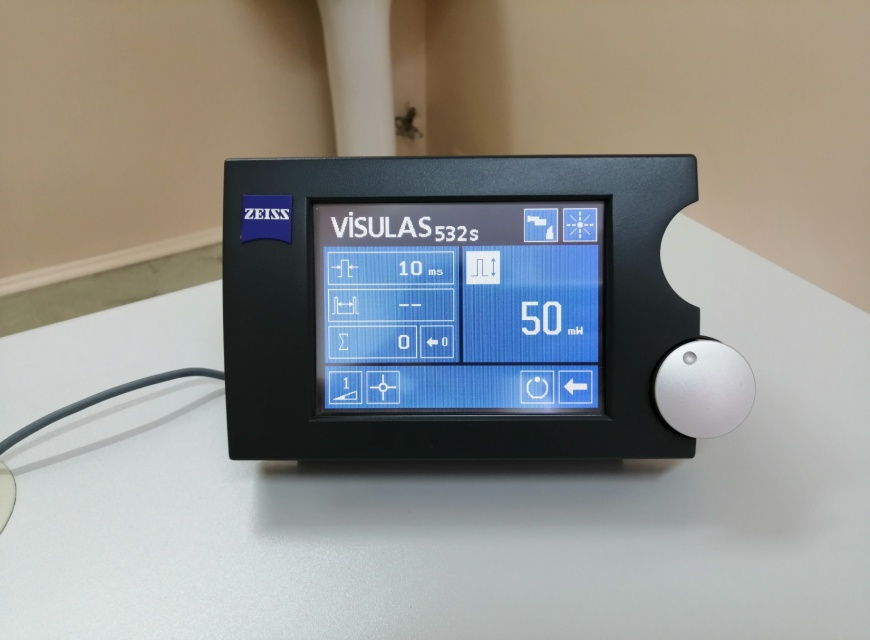 ZEISS
VISULAS 532s
10 ms
50 mW
--
Σ 0 0
1